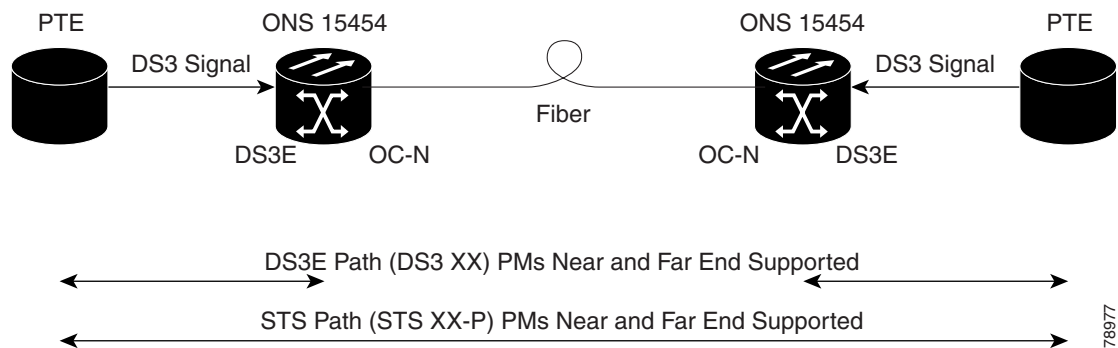 PTE
ONS 15454
ONS 15454
PTE
DS3 Signal
DS3 Signal
Fiber
DS3E
OC-N
OC-N
DS3E
DS3E Path (DS3 XX) PMs Near and Far End Supported
STS Path (STS XX-P) PMs Near and Far End Supported
78977